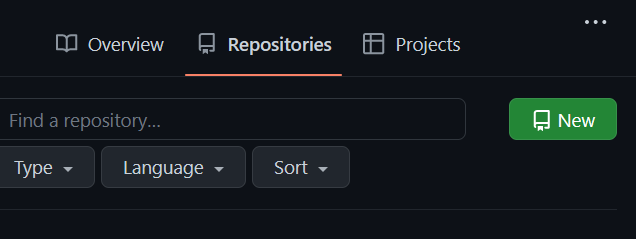 Overview Repositories Projects
Find a repository...
New
Type Language Sort